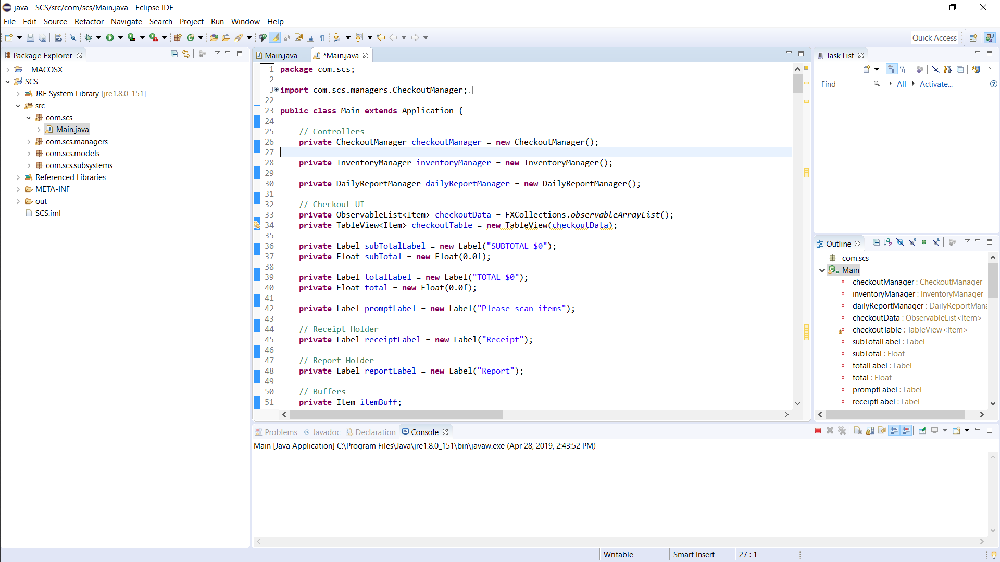 java - SCS/src/com/scs/Main.java - Eclipse IDE
File Edit Source Refactor Navigate Search Project Run Window Help
Quick Access
Package Explorer
__MACOSX
SCS
JRE System Library [jre1.8.0_151]
src
com.scs
Main.java
com.scs.managers
com.scs.models
com.scs.subsystems
Referenced Libraries
META-INF
out
SCS.iml
Main.java *Main.java
1 package com.scs;
2
3 import com.scs.managers.CheckoutManager;
22
23 public class Main extends Application {
24
25 // Controllers
26 private CheckoutManager checkoutManager = new CheckoutManager();
27
28 private InventoryManager inventoryManager = new InventoryManager();
29
30 private DailyReportManager dailyReportManager = new DailyReportManager();
31
32 // Checkout UI
33 private ObservableList<Item> checkoutData = FXCollections.observableArrayList();
34 private TableView<Item> checkoutTable = new TableView(checkoutData);
35
36 private Label subTotalLabel = new Label("SUBTOTAL $0");
37 private Float subTotal = new Float(0.0f);
38
39 private Label totalLabel = new Label("TOTAL $0");
40 private Float total = new Float(0.0f);
41
42 private Label promptLabel = new Label("Please scan items");
43
44 // Receipt Holder
45 private Label receiptLabel = new Label("Receipt");
46
47 // Report Holder
48 private Label reportLabel = new Label("Report");
49
50 // Buffers
51 private Item itemBuff;
Task List
Find All Activate...
Outline
com.scs
Main
checkoutManager : CheckoutManager
inventoryManager : InventoryManager
dailyReportManager : DailyReportMana
checkoutData : ObservableList<Item>
checkoutTable : TableView<Item>
subTotalLabel : Label
subTotal : Float
totalLabel : Label
total : Float
promptLabel : Label
receiptLabel : Label
Problems @ Javadoc Declaration Console
Main [Java Application] C:\Program Files\Java\jre1.8.0_151\bin\javaw.exe (Apr 28, 2019, 2:43:52 PM)
Writable Smart Insert 27 : 1